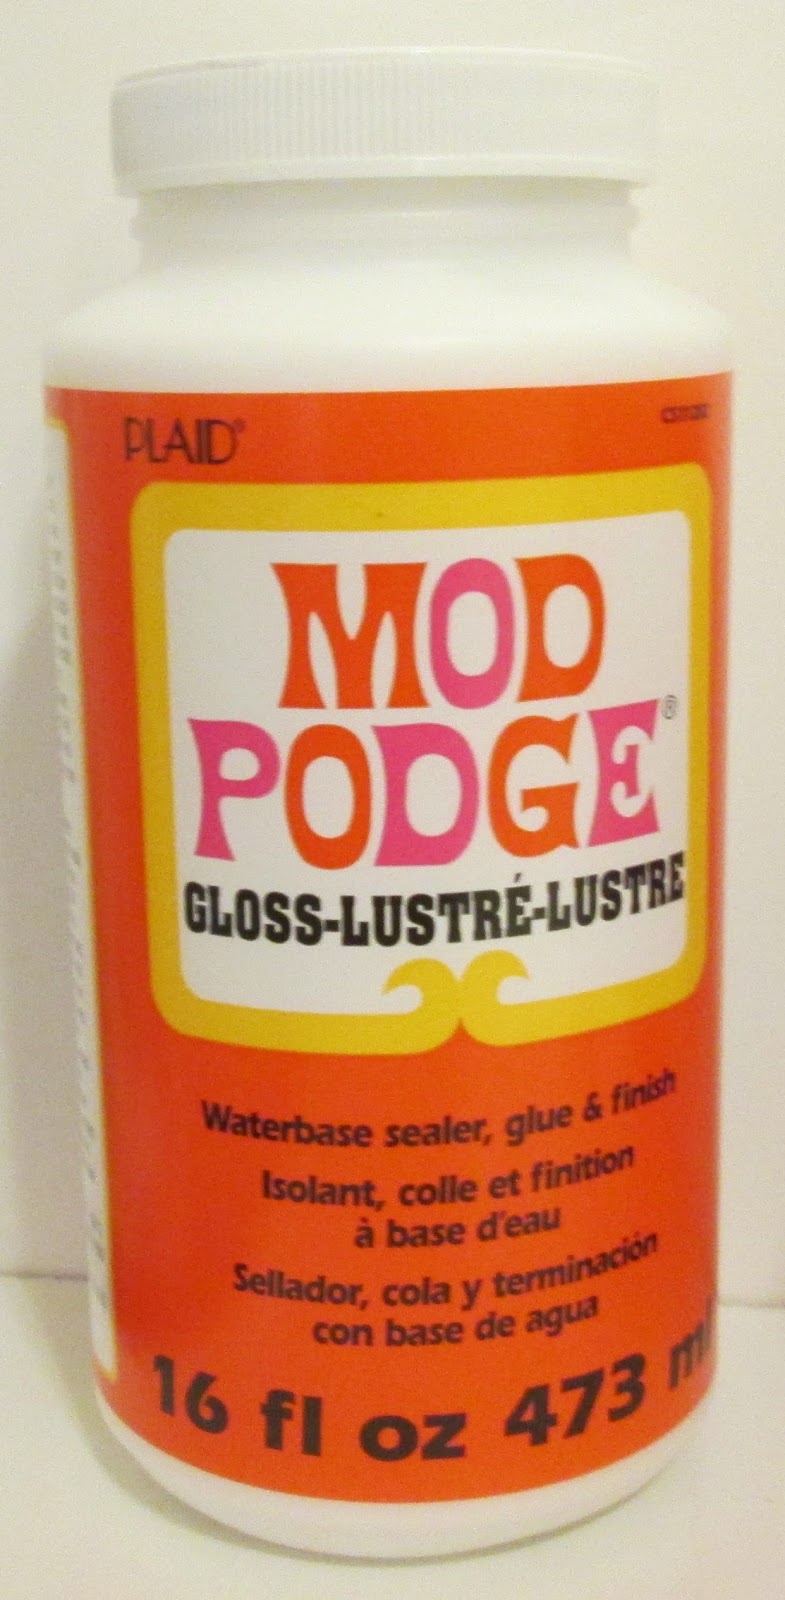 PLAID®
MOD
PODGE®
GLOSS-LUSTRÉ-LUSTRE
Waterbase sealer, glue & finish
Isolant, colle et finition
à base d'eau
Sellador, cola y terminación
con base de agua
16 fl oz 473 ml